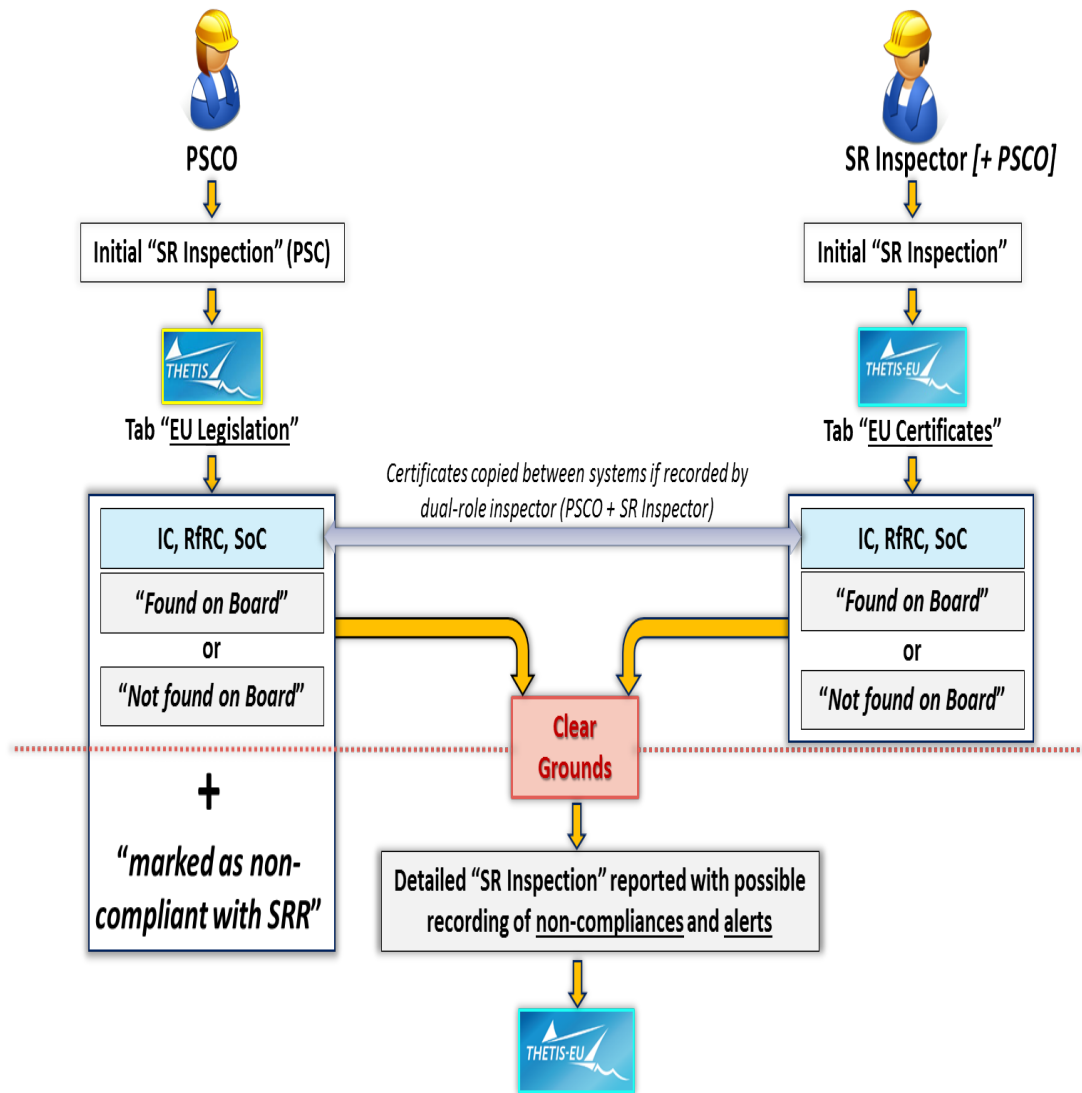 PSCO
SR Inspector [+ PSCO]
Initial “SR Inspection” (PSC)
Initial “SR Inspection”
THETIS
THETIS-EU
Tab “EU Legislation”
Tab “EU Certificates”
Certificates copied between systems if recorded by
dual-role inspector (PSCO + SR Inspector)
IC, RfRC, SoC
“Found on Board”
or
“Not found on Board”
+
“marked as non-
compliant with SRR”
IC, RfRC, SoC
“Found on Board”
or
“Not found on Board”
Clear
Grounds
Detailed “SR Inspection” reported with possible
recording of non-compliances and alerts
THETIS-EU